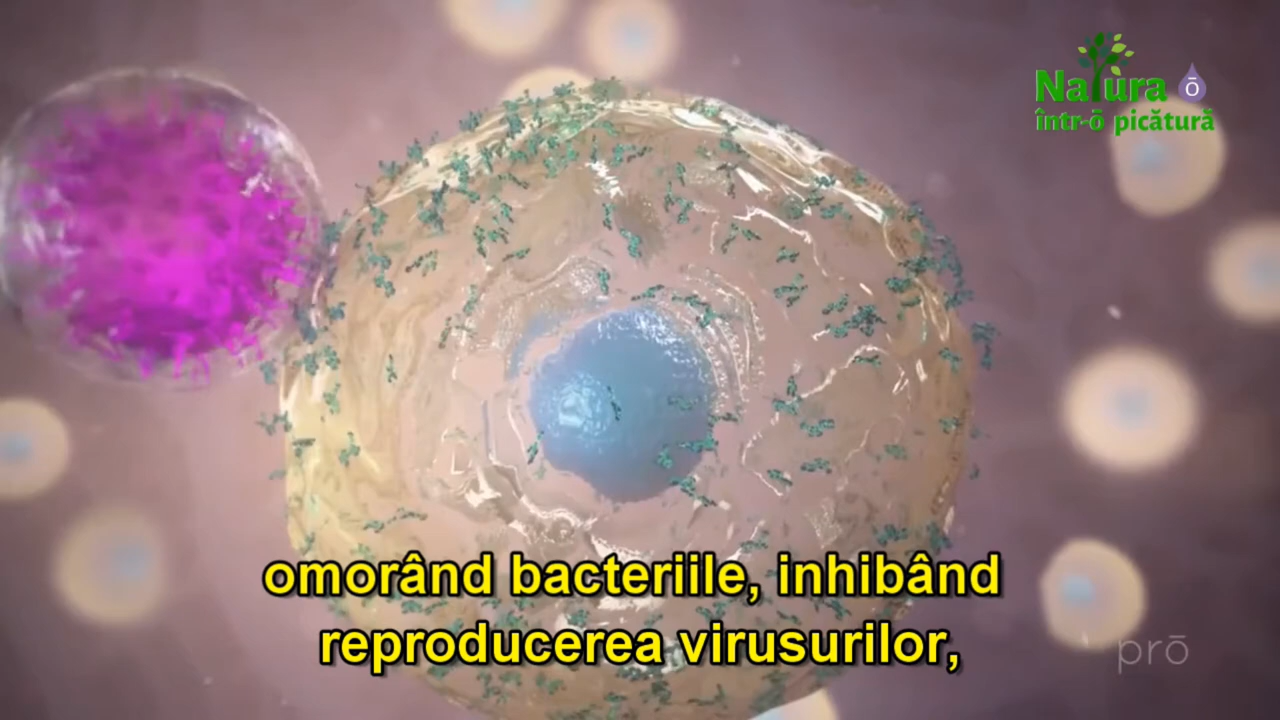 Natura ō
într-ō picătură
omorând bacteriile, inhibând
reproducerea virusurilor,
prō